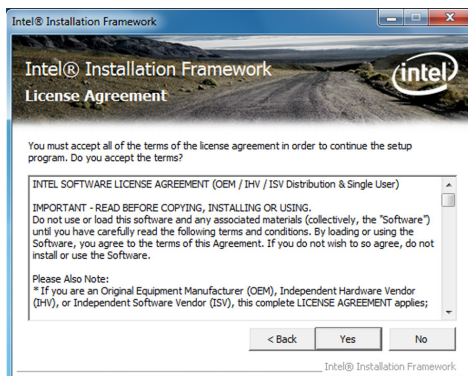 Intel® Installation Framework
Intel® Installation Framework
intel
License Agreement
You must accept all of the terms of the license agreement in order to continue the setup
program. Do you accept the terms?
INTEL SOFTWARE LICENSE AGREEMENT (OEM / IHV / ISV Distribution & Single User)
IMPORTANT - READ BEFORE COPYING, INSTALLING OR USING.
Do not use or load this software and any associated materials (collectively, the "Software")
until you have carefully read the following terms and conditions. By loading or using the
Software, you agree to the terms of this Agreement. If you do not wish to so agree, do not
install or use the Software.
Please Also Note:
* If you are an Original Equipment Manufacturer (OEM), Independent Hardware Vendor
(IHV), or Independent Software Vendor (ISV), this complete LICENSE AGREEMENT applies;
< Back
Yes
No
Intel® Installation Framework